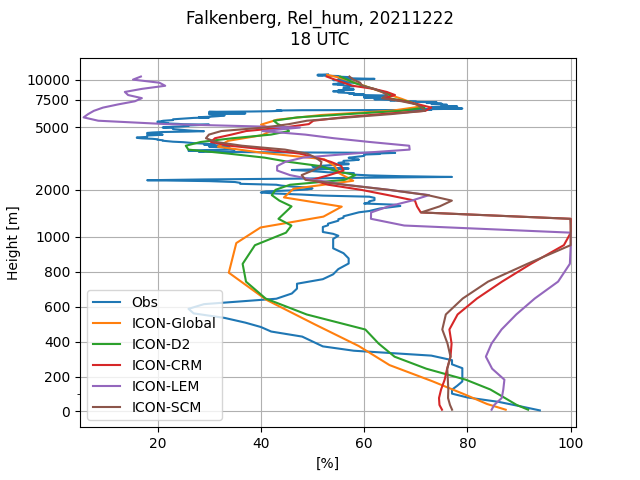 Falkenberg, Rel_hum, 20211222
18 UTC
Height [m]
10000
7500
5000
2000
1000
800
600
400
200
0
Obs
ICON-Global
ICON-D2
ICON-CRM
ICON-LEM
ICON-SCM
20 40 60 80 100
[%]